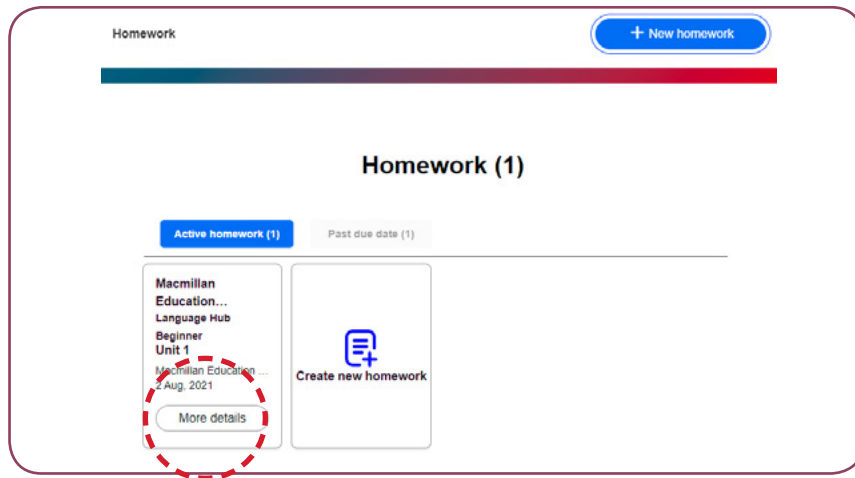 Homework
+ New homework
Homework (1)
Active homework (1)
Past due date (1)
Macmillan
Education...
Language Hub
Beginner
Unit 1
Macmillan Education ...
2 Aug, 2021
More details
Create new homework